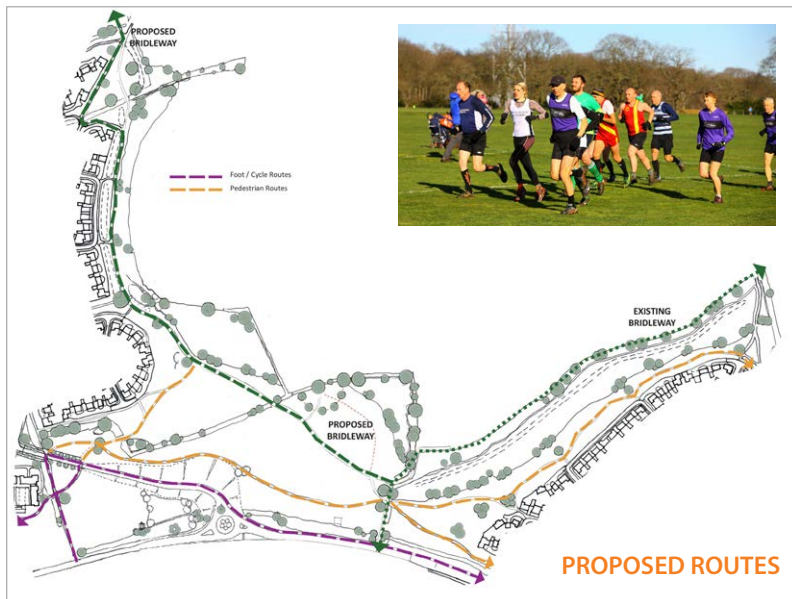 PROPOSED
BRIDLEWAY
Foot / Cycle Routes
Pedestrian Routes
EXISTING
BRIDLEWAY
PROPOSED
BRIDLEWAY
PROPOSED ROUTES